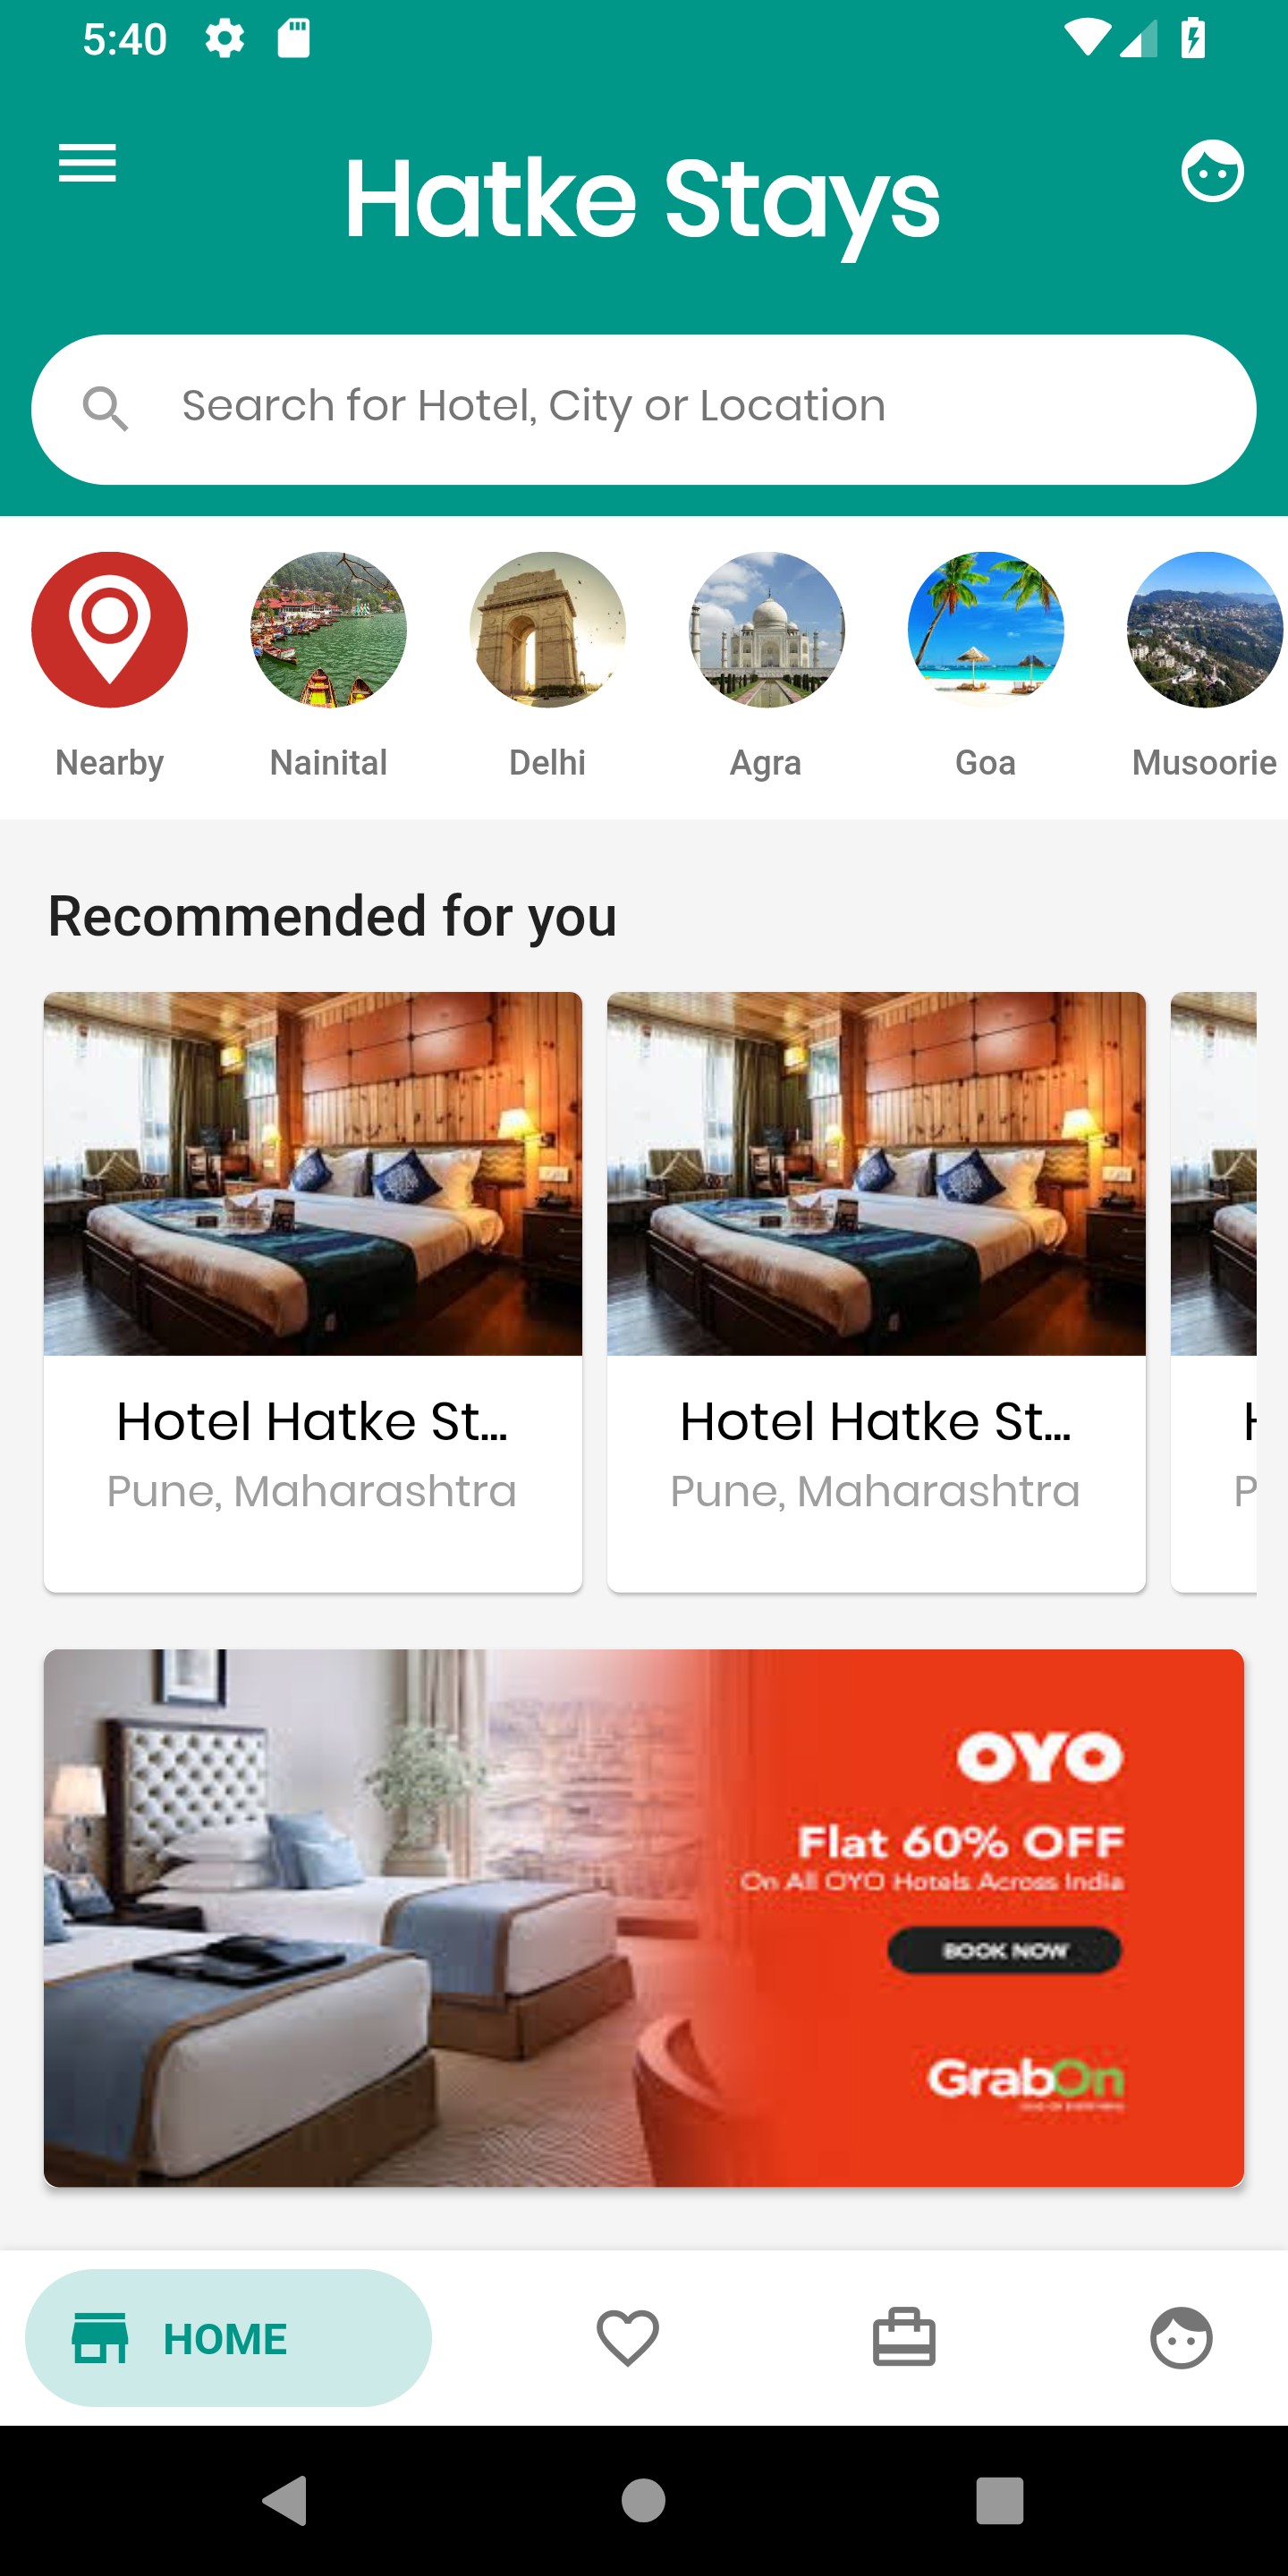 5:40
Hatke Stays
Search for Hotel, City or Location
Nearby
Nainital
Delhi
Agra
Goa
Musoorie
Recommended for you
Hotel Hatke St...
Pune, Maharashtra
Hotel Hatke St...
Pune, Maharashtra
OYO
Flat 60% OFF
On All OYO Hotels Across India
BOOK NOW
GrabOn
HOME